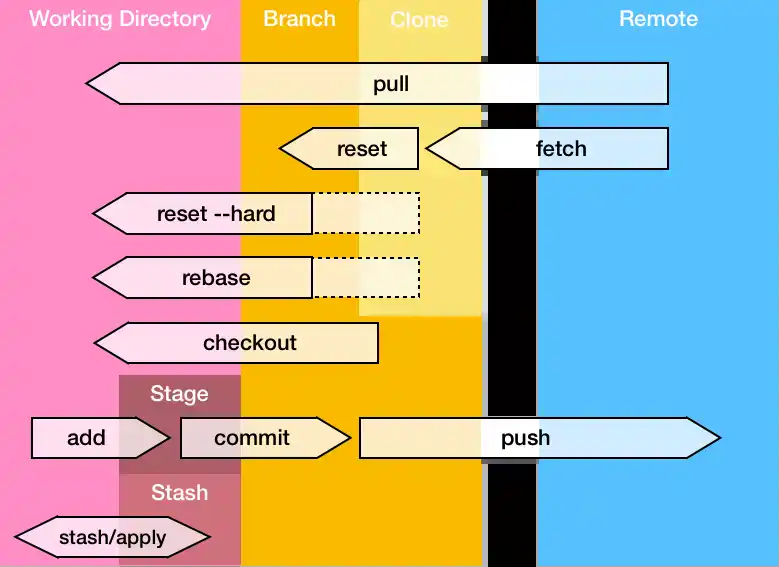 Working Directory
Branch
Clone
Remote
pull
reset
fetch
reset --hard
rebase
checkout
Stage
add
commit
push
Stash
stash/apply